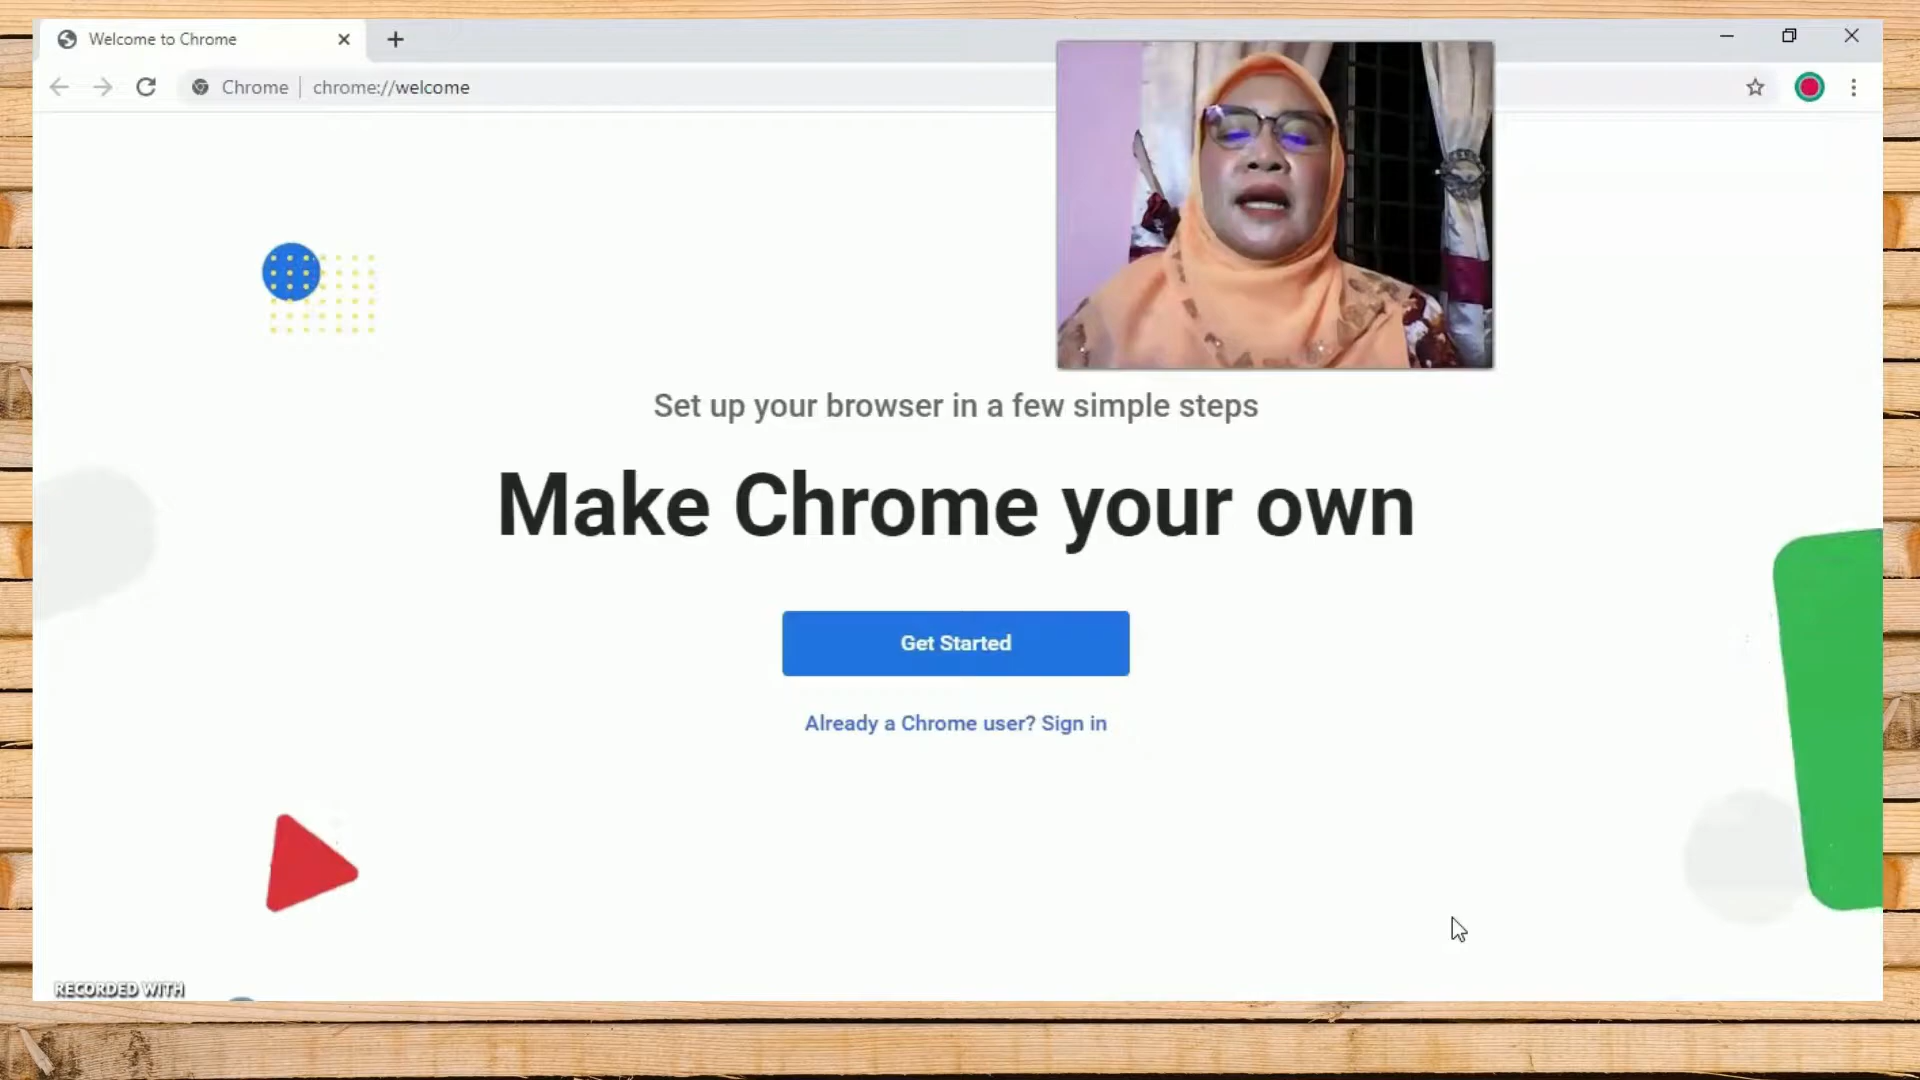 Welcome to Chrome
Chrome
chrome://welcome
Set up your browser in a few simple steps
Make Chrome your own
Get Started
Already a Chrome user? Sign in
RECORDED WITH